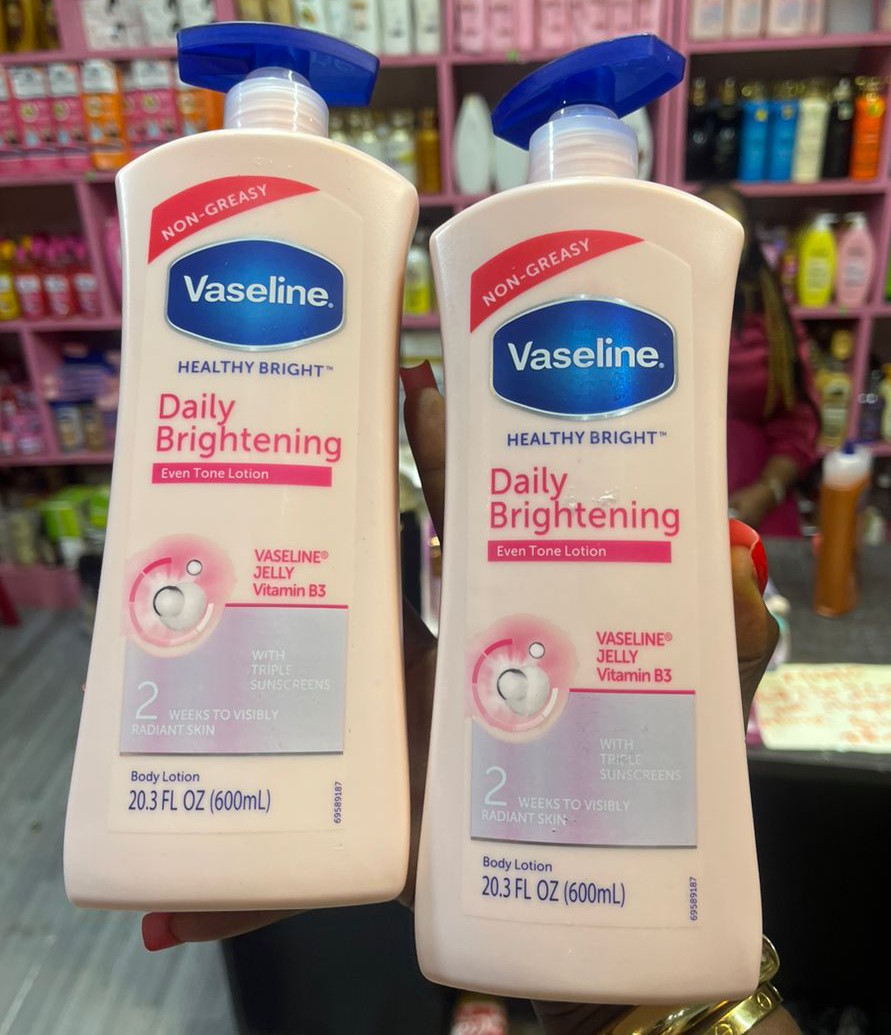 NON-GREASY
Vaseline.
HEALTHY BRIGHT™
Daily
Brightening
Even Tone Lotion
VASELINE®
JELLY
Vitamin B3
WITH
TRIPLE
SUNSCREENS
2 WEEKS TO VISIBLY
RADIANT SKIN
Body Lotion
20.3 FL OZ (600mL)
69589187
NON-GREASY
Vaseline.
HEALTHY BRIGHT™
Daily
Brightening
Even Tone Lotion
VASELINE®
JELLY
Vitamin B3
WITH
TRIPLE
SUNSCREENS
2 WEEKS TO VISIBLY
RADIANT SKIN
Body Lotion
20.3 FL OZ (600mL)
69589187